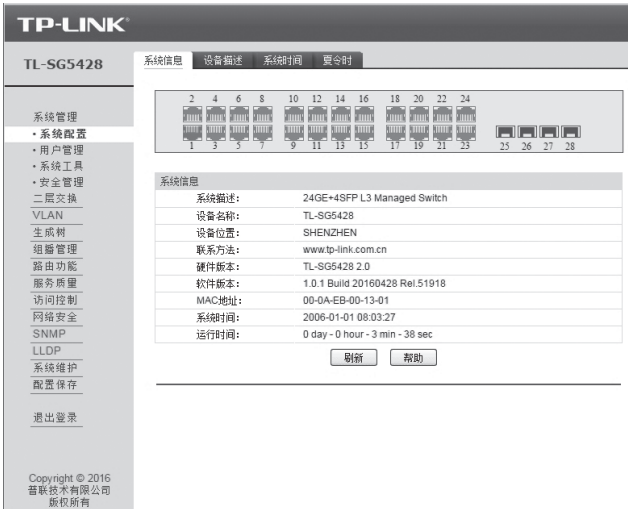 TP-LINK®
TL-SG5428
系统信息 设备描述 系统时间 夏令时
系统管理
·系统配置
·用户管理
·系统工具
·安全管理
二层交换
VLAN
生成树
组播管理
路由功能
服务质量
访问控制
网络安全
SNMP
LLDP
系统维护
配置保存
退出登录
Copyright © 2016
普联技术有限公司
版权所有
2 4 6 8 10 12 14 16 18 20 22 24
1 3 5 7 9 11 13 15 17 19 21 23 25 26 27 28
系统信息
系统描述: 24GE+4SFP L3 Managed Switch
设备名称: TL-SG5428
设备位置: SHENZHEN
联系方法: www.tp-link.com.cn
硬件版本: TL-SG5428 2.0
软件版本: 1.0.1 Build 20160428 Rel.51918
MAC地址: 00-0A-EB-00-13-01
系统时间: 2006-01-01 08:03:27
运行时间: 0 day - 0 hour - 3 min - 38 sec
刷新 帮助